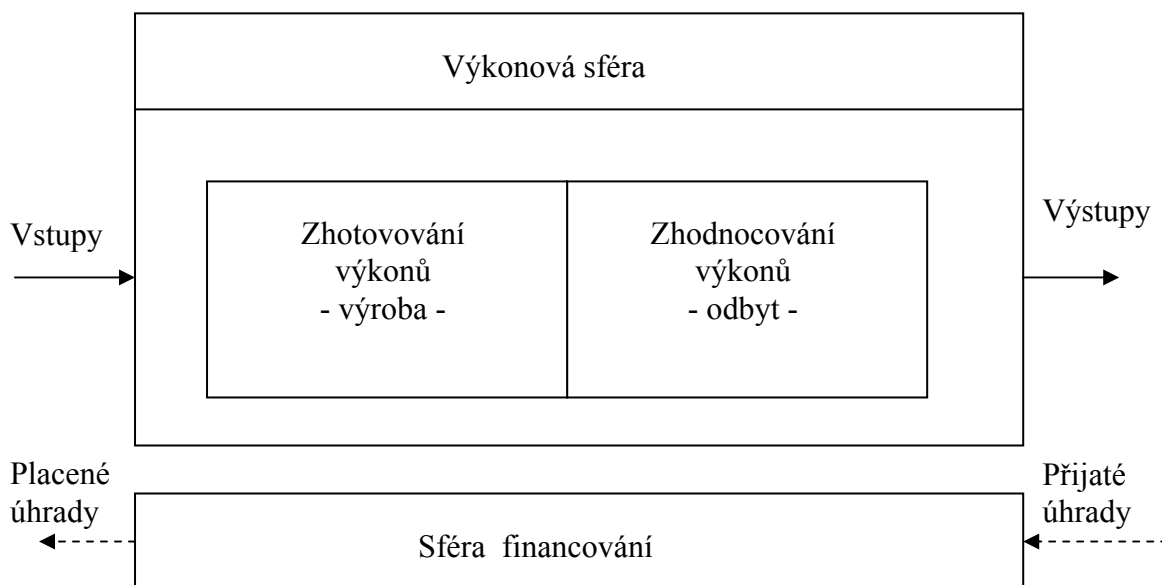 Výkonová sféra
Vstupy
Zhotovování
výkonů
- výroba -
Zhodnocování
výkonů
- odbyt -
Výstupy
Placené
úhrady
Sféra financování
Přijaté
úhrady